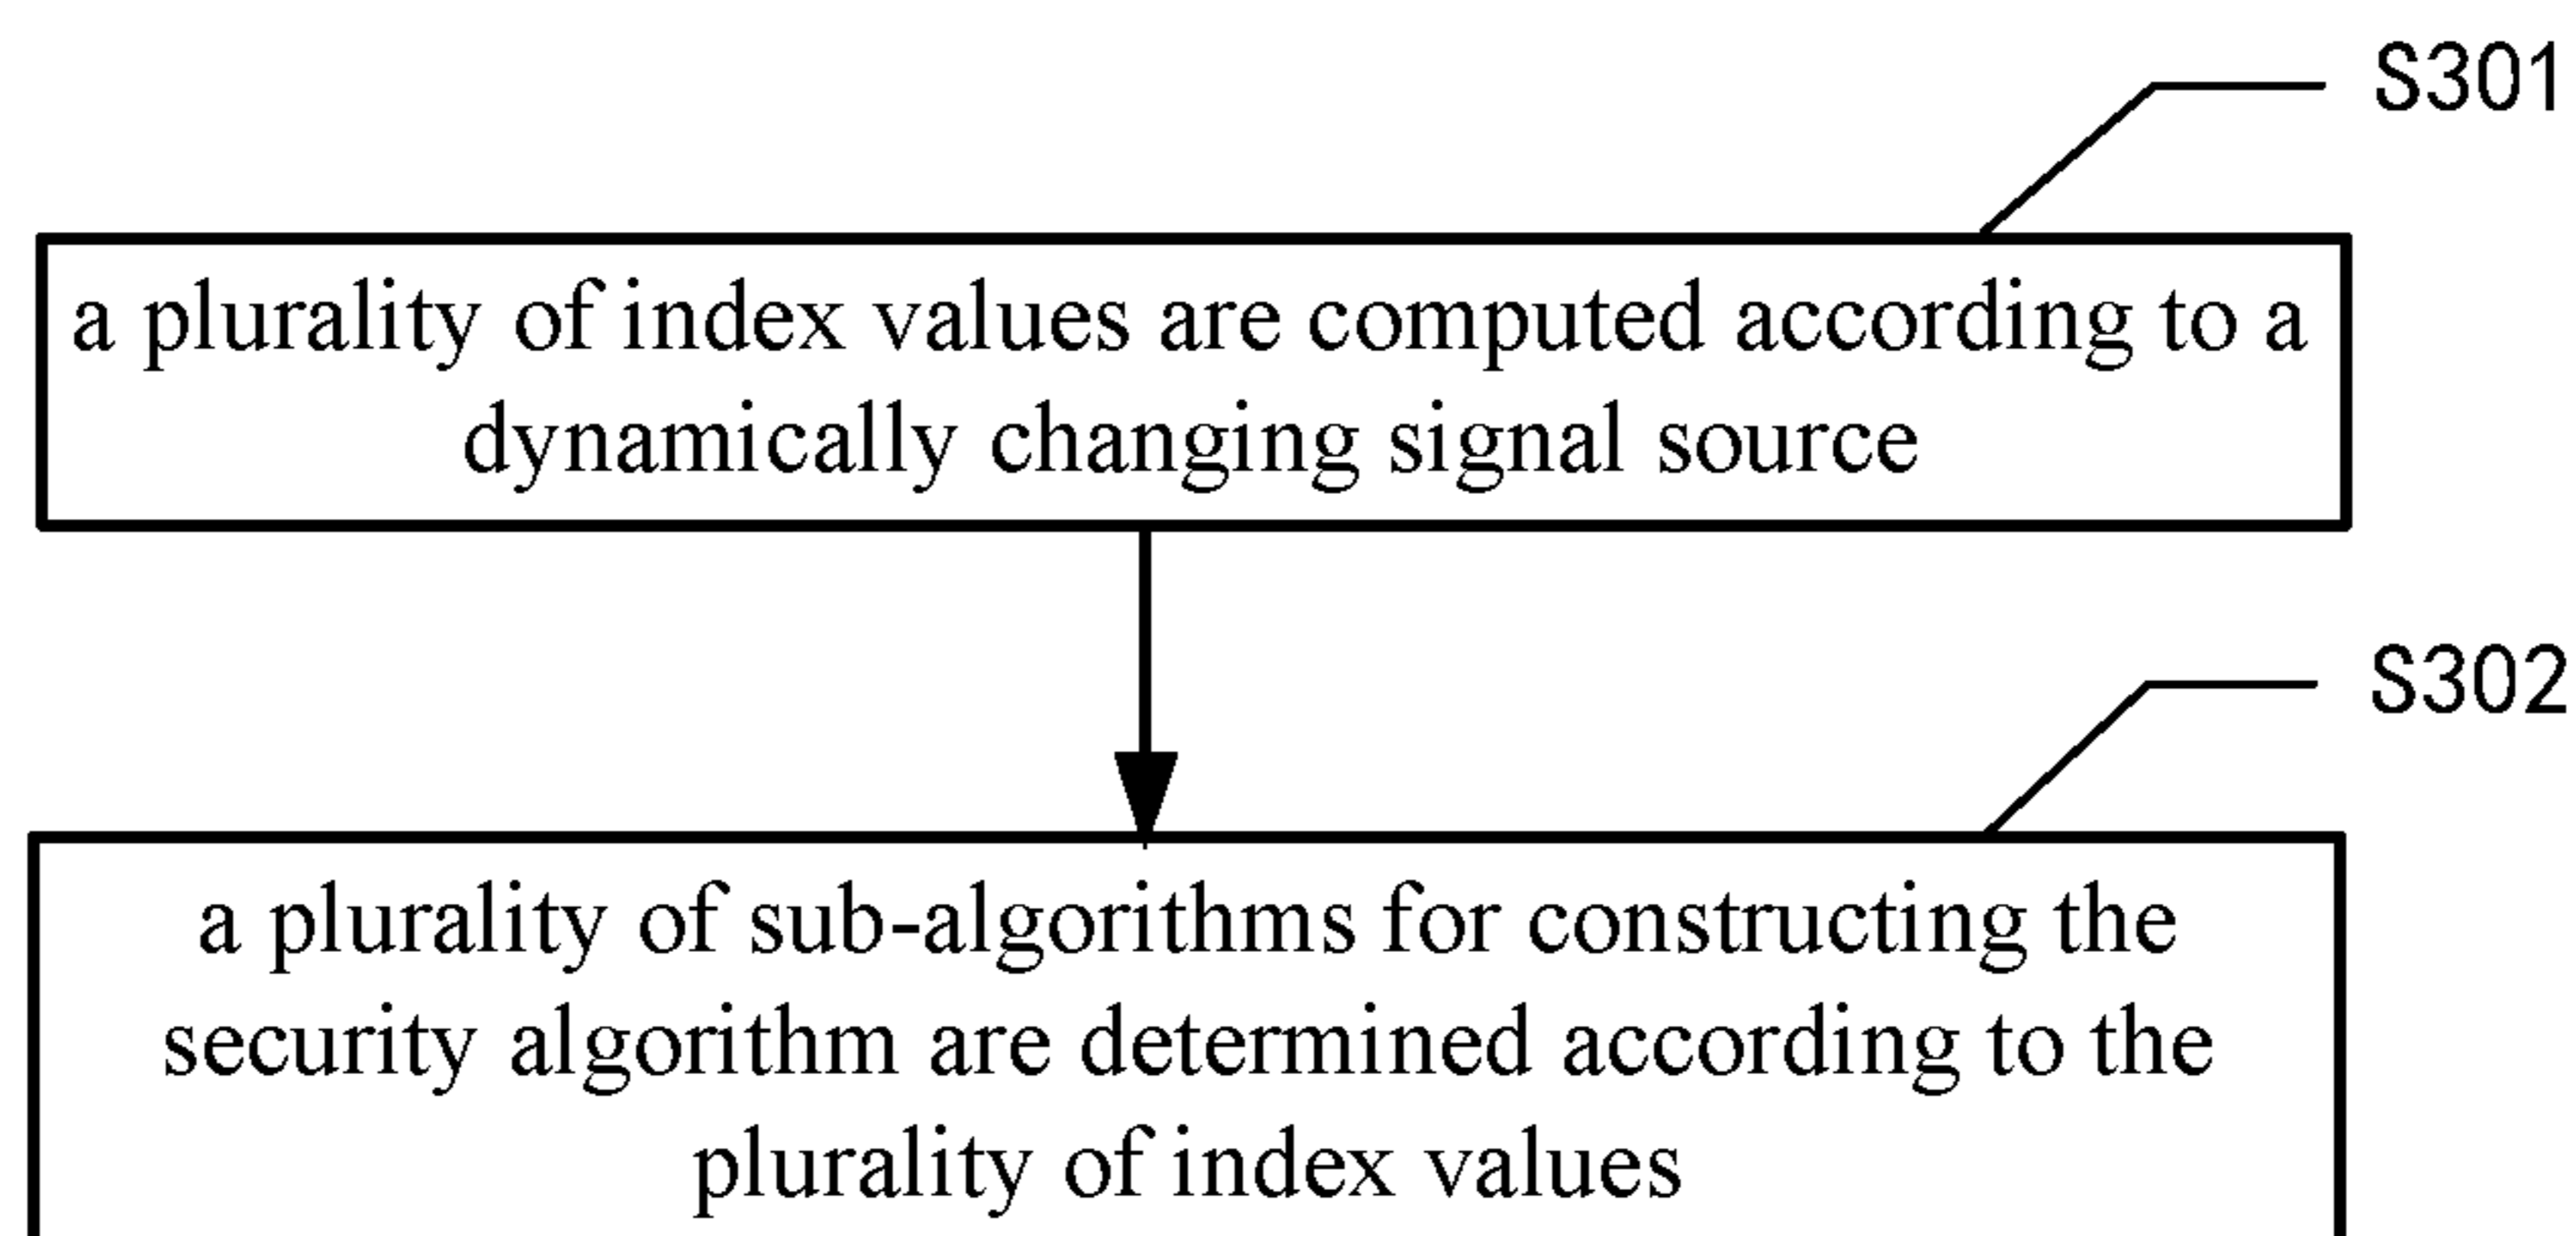 S301
a plurality of index values are computed according to a
dynamically changing signal source
S302
a plurality of sub-algorithms for constructing the
security algorithm are determined according to the
plurality of index values